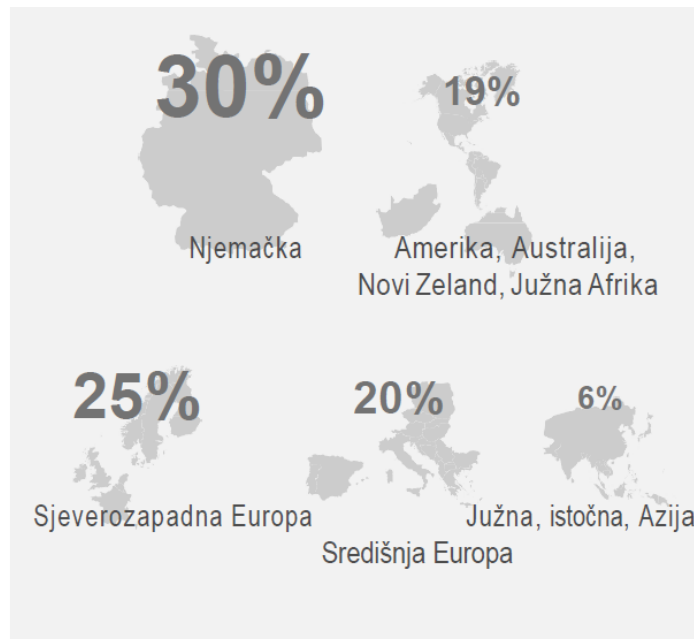 30%
Njemačka
19%
Amerika, Australija,
Novi Zeland, Južna Afrika
25%
Sjeverozapadna Europa
20%
Središnja Europa
6%
Južna, istočna, Azija